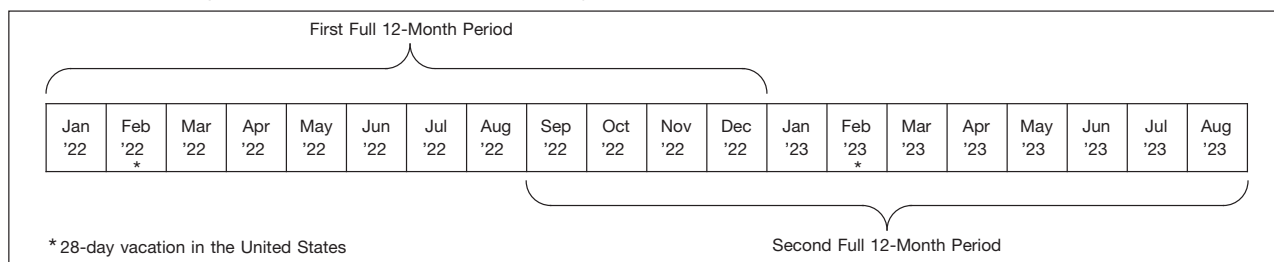 First Full 12-Month Period
Jan Feb Mar Apr May Jun Jul Aug Sep Oct Nov Dec Jan Feb Mar Apr May Jun Jul Aug
'22 '22 '22 '22 '22 '22 '22 '22 '22 '22 '22 '22 '23 '23 '23 '23 '23 '23 '23 '23
* *
* 28-day vacation in the United States
Second Full 12-Month Period